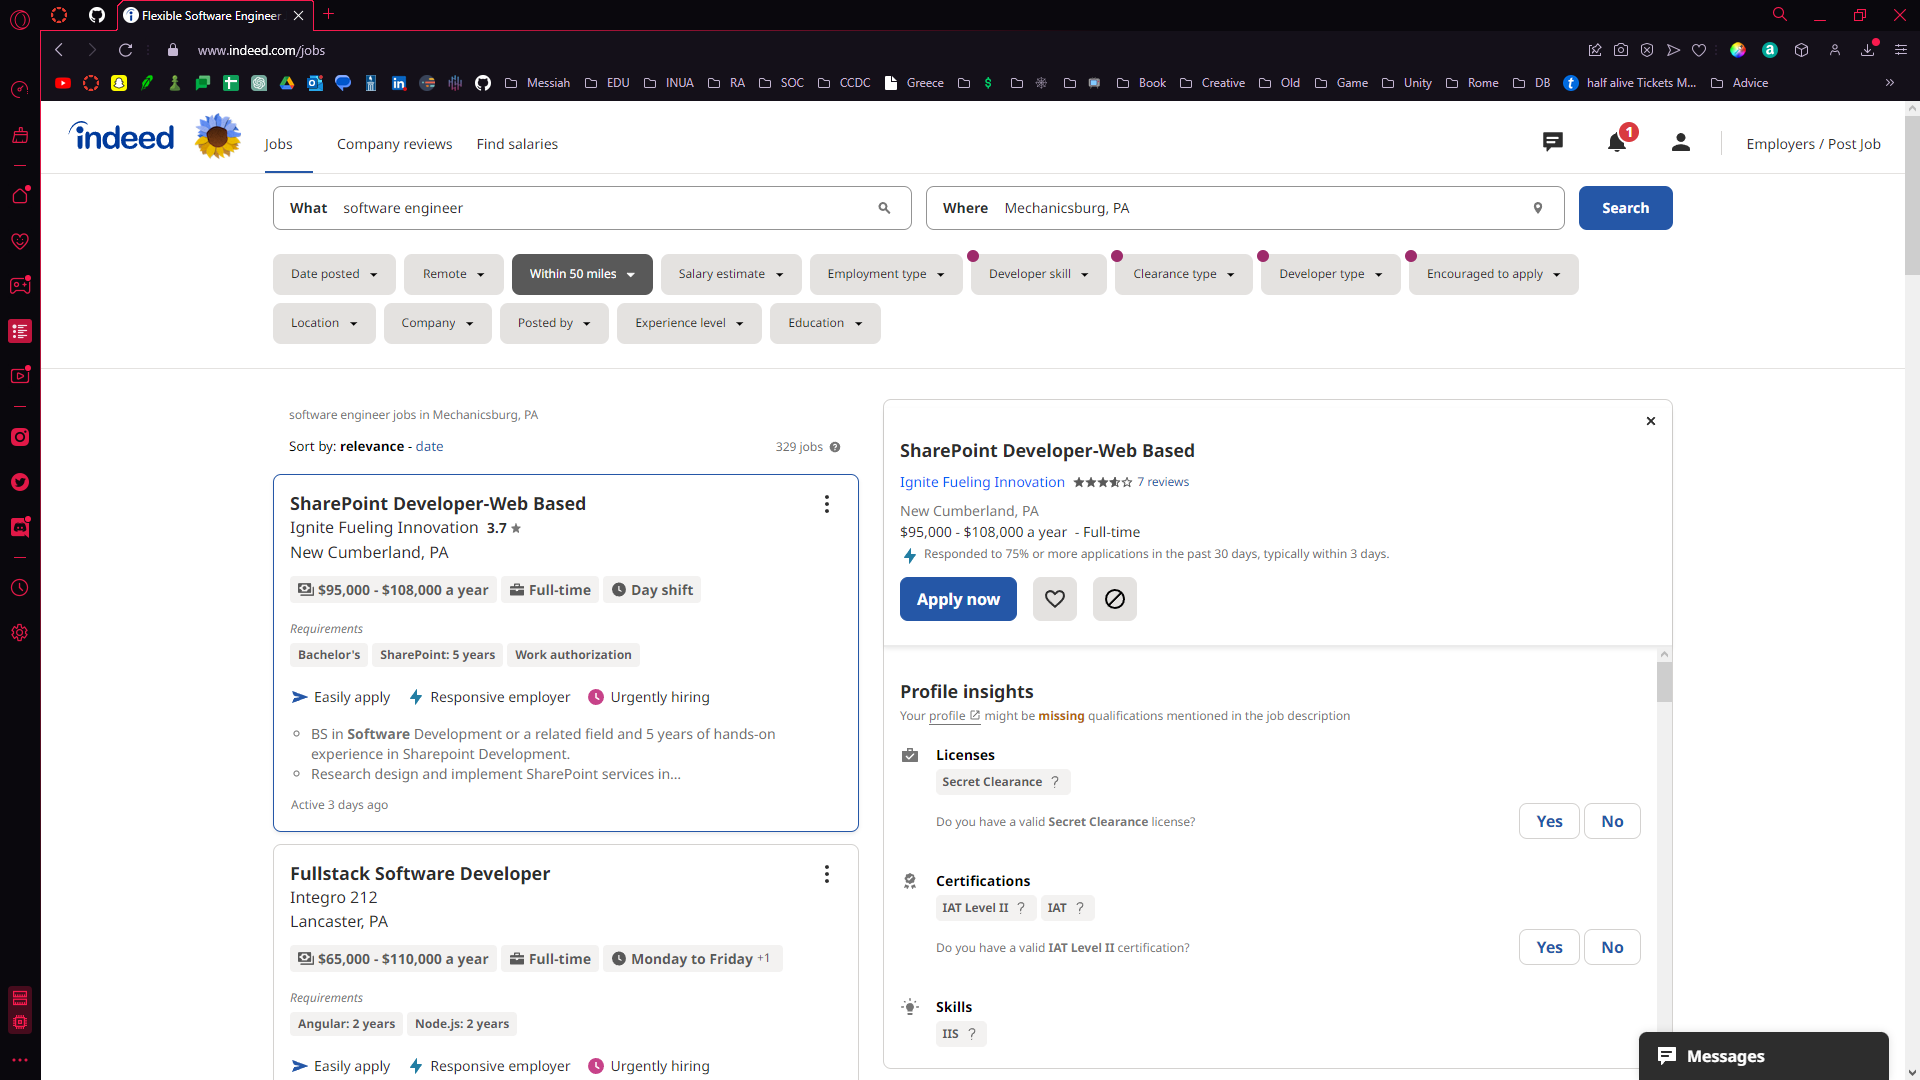 Flexible Software Engineer
www.indeed.com/jobs
Messiah
EDU
INUA
RA
SOC
CCDC
Greece
$
Book
Creative
Old
Game
Unity
Rome
DB
half alive Tickets M...
Advice
indeed
Jobs
Company reviews
Find salaries
1
Employers / Post Job
What software engineer
Where Mechanicsburg, PA
Search
Date posted
Remote
Within 50 miles
Salary estimate
Employment type
Developer skill
Clearance type
Developer type
Encouraged to apply
Location
Company
Posted by
Experience level
Education
software engineer jobs in Mechanicsburg, PA
Sort by: relevance - date
329 jobs
SharePoint Developer-Web Based
Ignite Fueling Innovation 3.7
New Cumberland, PA
$95,000 - $108,000 a year
Full-time
Day shift
Requirements
Bachelor's
SharePoint: 5 years
Work authorization
Easily apply
Responsive employer
Urgently hiring
BS in Software Development or a related field and 5 years of hands-on
experience in Sharepoint Development.
Research design and implement SharePoint services in...
Active 3 days ago
Fullstack Software Developer
Integro 212
Lancaster, PA
$65,000 - $110,000 a year
Full-time
Monday to Friday +1
Requirements
Angular: 2 years
Node.js: 2 years
Easily apply
Responsive employer
Urgently hiring
SharePoint Developer-Web Based
Ignite Fueling Innovation
7 reviews
New Cumberland, PA
$95,000 - $108,000 a year - Full-time
Responded to 75% or more applications in the past 30 days, typically within 3 days.
Apply now
Profile insights
Your profile might be missing qualifications mentioned in the job description
Licenses
Secret Clearance ?
Do you have a valid Secret Clearance license?
Yes
No
Certifications
IAT Level II ?
IAT ?
Do you have a valid IAT Level II certification?
Yes
No
Skills
IIS ?
Messages